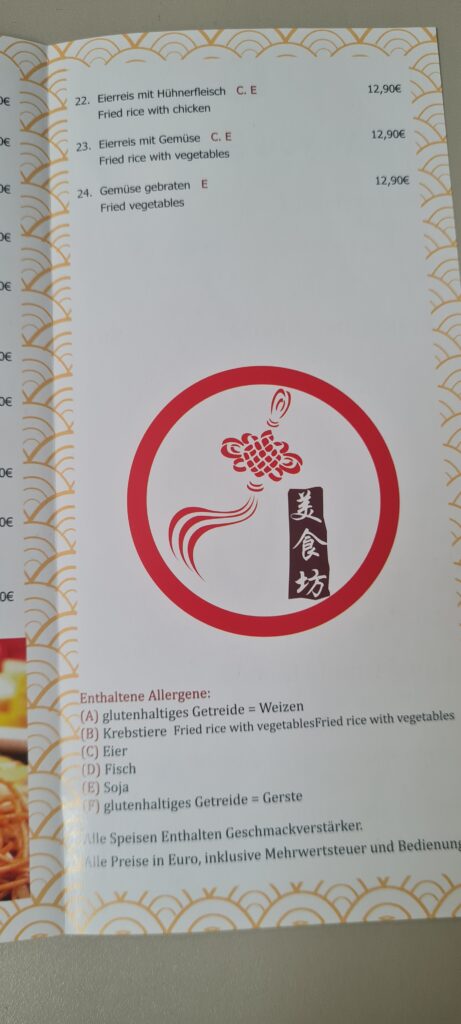 22. Eierreis mit Hühnerfleisch C. E 12,90€
Fried rice with chicken
23. Eierreis mit Gemüse C. E 12,90€
Fried rice with vegetables
24. Gemüse gebraten E 12,90€
Fried vegetables
美食坊
Enthaltene Allergene:
(A) glutenhaltiges Getreide = Weizen
(B) Krebstiere Fried rice with vegetablesFried rice with vegetables
(C) Eier
(D) Fisch
(E) Soja
(F) glutenhaltiges Getreide = Gerste
Alle Speisen Enthalten Geschmackverstärker.
Alle Preise in Euro, inklusive Mehrwertsteuer und Bedienung